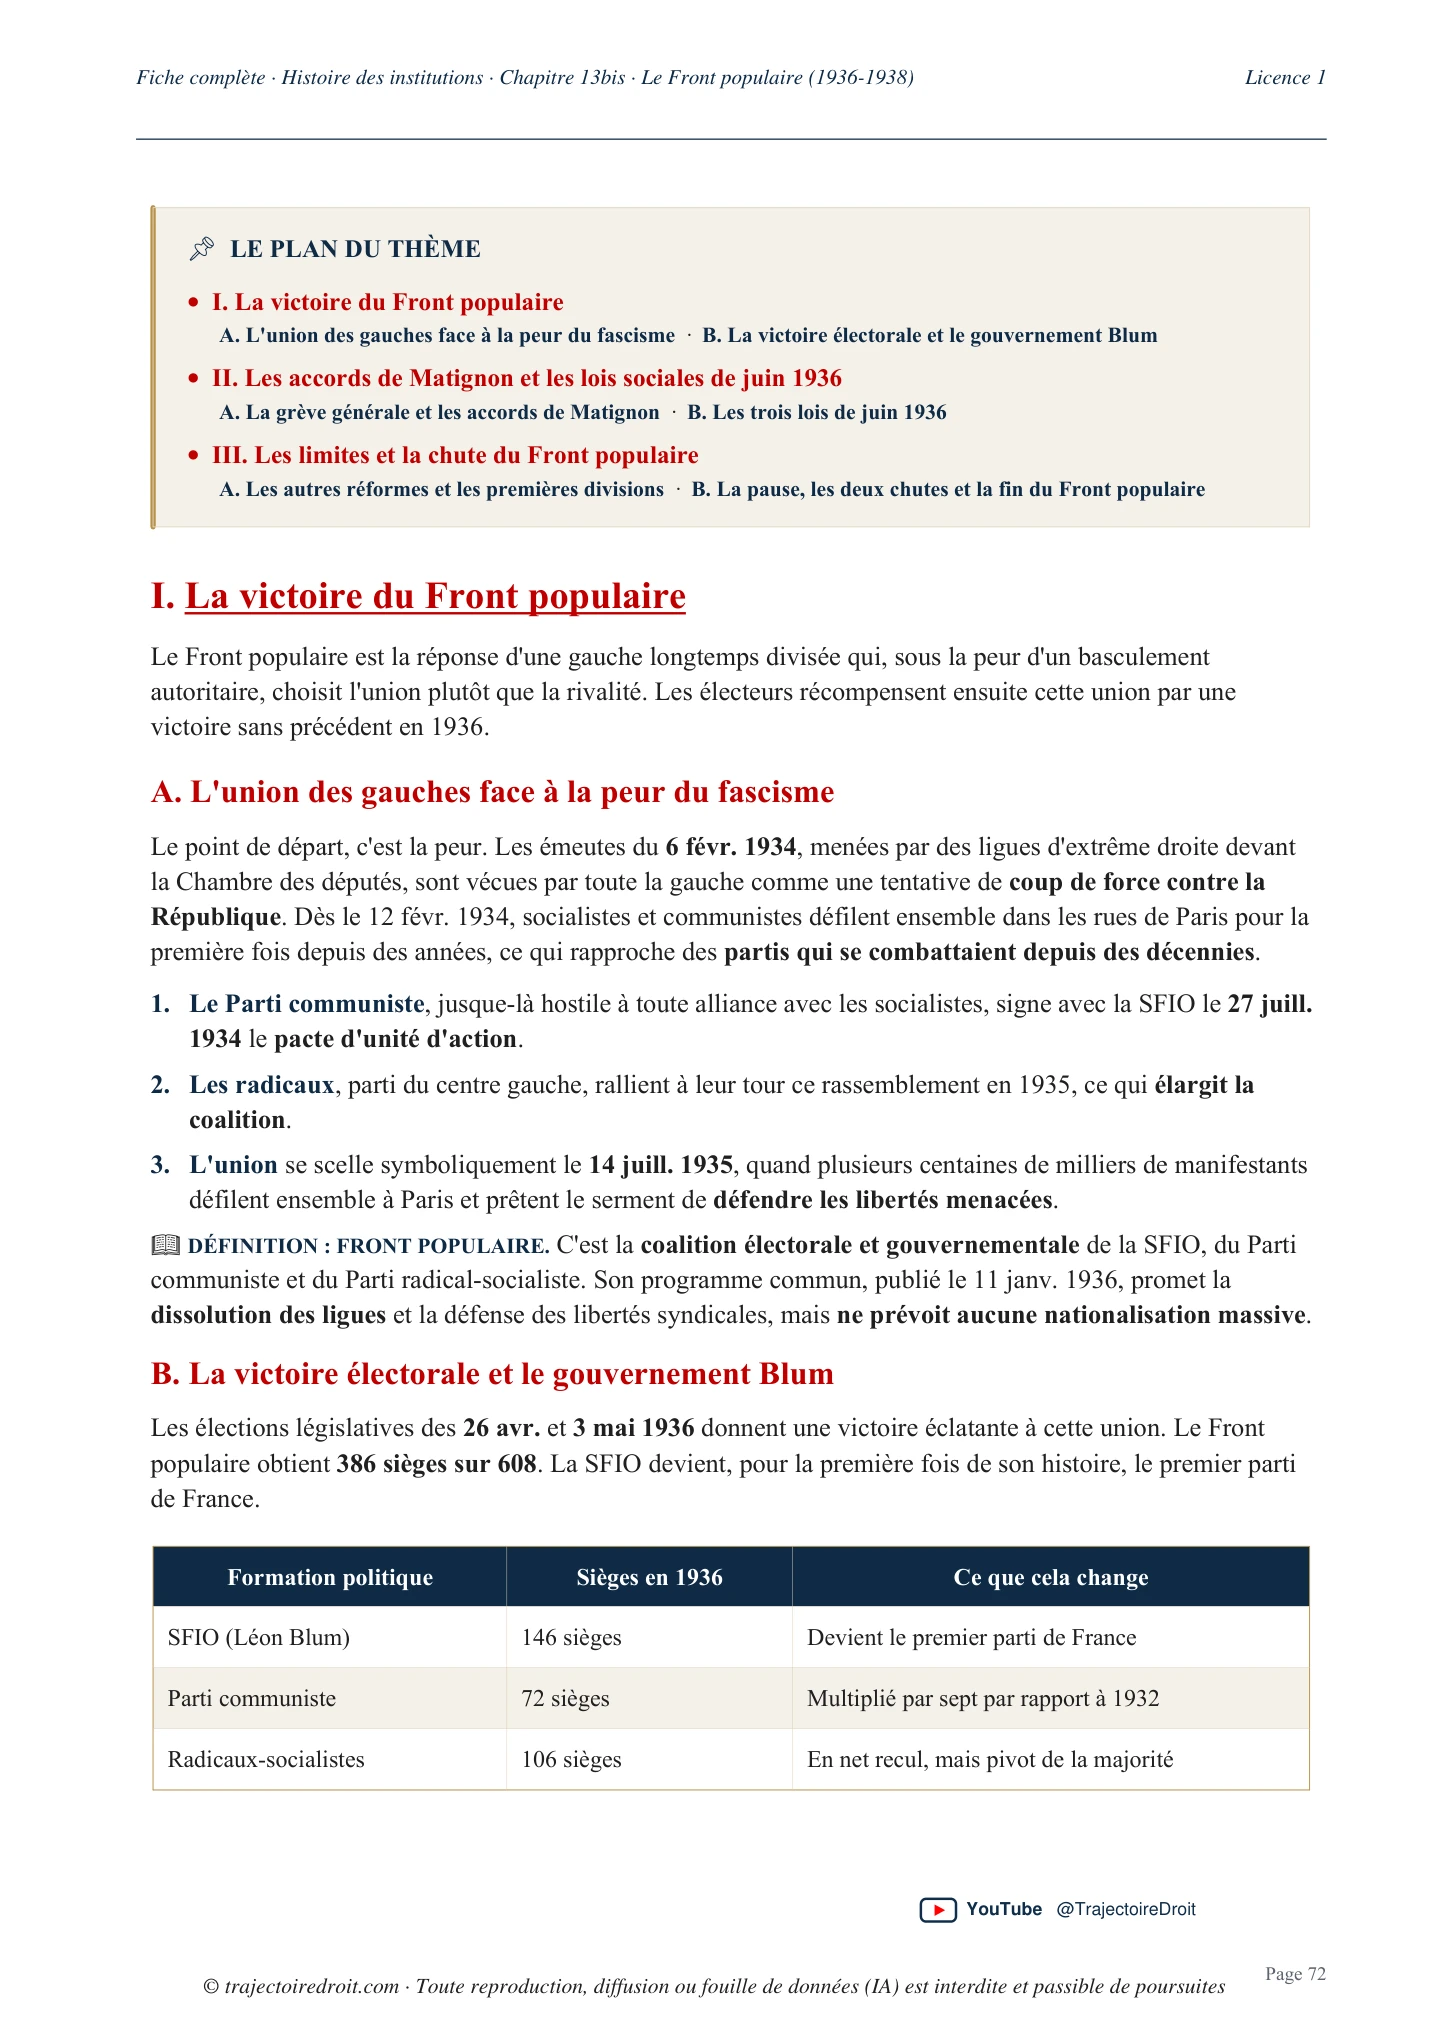 Fiche complète · Histoire des institutions · Chapitre 13bis · Le Front populaire (1936-1938)
Licence 1
LE PLAN DU THÈME
• I. La victoire du Front populaire
A. L'union des gauches face à la peur du fascisme · B. La victoire électorale et le gouvernement Blum
• II. Les accords de Matignon et les lois sociales de juin 1936
A. La grève générale et les accords de Matignon · B. Les trois lois de juin 1936
• III. Les limites et la chute du Front populaire
A. Les autres réformes et les premières divisions · B. La pause, les deux chutes et la fin du Front populaire
I. La victoire du Front populaire
Le Front populaire est la réponse d'une gauche longtemps divisée qui, sous la peur d'un basculement
autoritaire, choisit l'union plutôt que la rivalité. Les électeurs récompensent ensuite cette union par une
victoire sans précédent en 1936.
A. L'union des gauches face à la peur du fascisme
Le point de départ, c'est la peur. Les émeutes du 6 févr. 1934, menées par des ligues d'extrême droite devant
la Chambre des députés, sont vécues par toute la gauche comme une tentative de coup de force contre la
République. Dès le 12 févr. 1934, socialistes et communistes défilent ensemble dans les rues de Paris pour la
première fois depuis des années, ce qui rapproche des partis qui se combattaient depuis des décennies.
1. Le Parti communiste, jusque-là hostile à toute alliance avec les socialistes, signe avec la SFIO le 27 juill.
1934 le pacte d'unité d'action.
2. Les radicaux, parti du centre gauche, rallient à leur tour ce rassemblement en 1935, ce qui élargit la
coalition.
3. L'union se scelle symboliquement le 14 juill. 1935, quand plusieurs centaines de milliers de manifestants
défilent ensemble à Paris et prêtent le serment de défendre les libertés menacées.
DÉFINITION : FRONT POPULAIRE. C'est la coalition électorale et gouvernementale de la SFIO, du Parti
communiste et du Parti radical-socialiste. Son programme commun, publié le 11 janv. 1936, promet la
dissolution des ligues et la défense des libertés syndicales, mais ne prévoit aucune nationalisation massive.
B. La victoire électorale et le gouvernement Blum
Les élections législatives des 26 avr. et 3 mai 1936 donnent une victoire éclatante à cette union. Le Front
populaire obtient 386 sièges sur 608. La SFIO devient, pour la première fois de son histoire, le premier parti
de France.
Formation politique Sièges en 1936 Ce que cela change
SFIO (Léon Blum) 146 sièges Devient le premier parti de France
Parti communiste 72 sièges Multiplié par sept par rapport à 1932
Radicaux-socialistes 106 sièges En net recul, mais pivot de la majorité
YouTube @TrajectoireDroit
© trajectoiredroit.com · Toute reproduction, diffusion ou fouille de données (IA) est interdite et passible de poursuites
Page 72